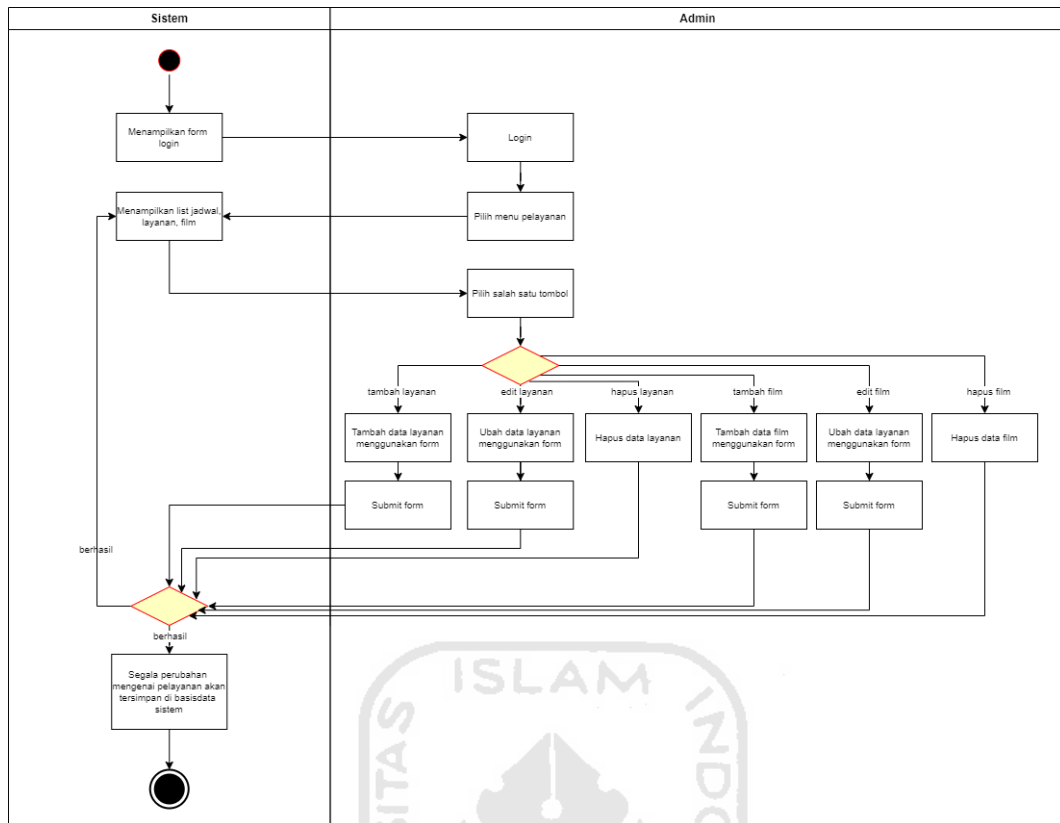 Sistem
Admin
Menampilkan form
login
Login
Menampilkan list jadwal,
layanan, film
Pilih menu pelayanan
Pilih salah satu tombol
tambah layanan
edit layanan
hapus layanan
tambah film
edit film
hapus film
Tambah data layanan
menggunakan form
Ubah data layanan
menggunakan form
Hapus data layanan
Tambah data film
menggunakan form
Ubah data layanan
menggunakan form
Hapus data film
Submit form
Submit form
Submit form
Submit form
berhasil
berhasil
Segala perubahan
mengenai pelayanan akan
tersimpan di basisdata
sistem
ISLAM
SITAS
INDO